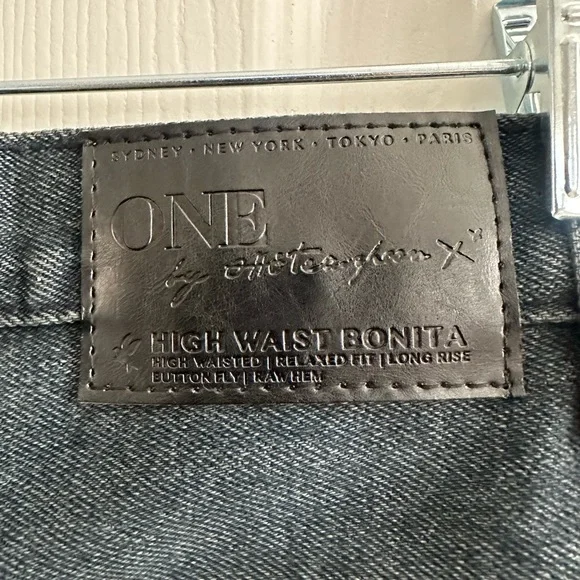 SYDNEY · NEW YORK · TOKYO · PARIS
ONE
by
HIGH WAIST BONITA
HIGH WAISTED | RELAXED FIT | LONG RISE
BUTTON FLY | RAW HEM